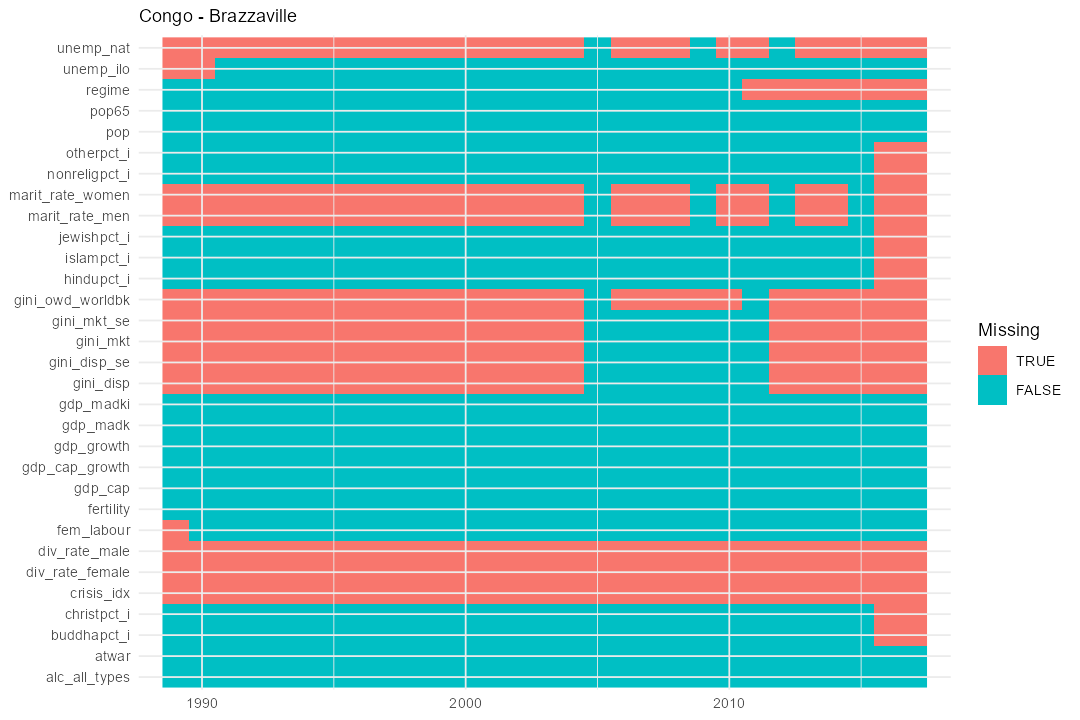 Congo - Brazzaville
unemp_nat
unemp_ilo
regime
pop65
pop
otherpct_i
nonreligpct_i
marit_rate_women
marit_rate_men
jewishpct_i
islampct_i
hindupct_i
gini_owd_worldbk
gini_mkt_se
gini_mkt
gini_disp_se
gini_disp
gdp_madki
gdp_madk
gdp_growth
gdp_cap_growth
gdp_cap
fertility
fem_labour
div_rate_male
div_rate_female
crisis_idx
christpct_i
buddhapct_i
atwar
alc_all_types
1990 2000 2010
Missing
TRUE
FALSE